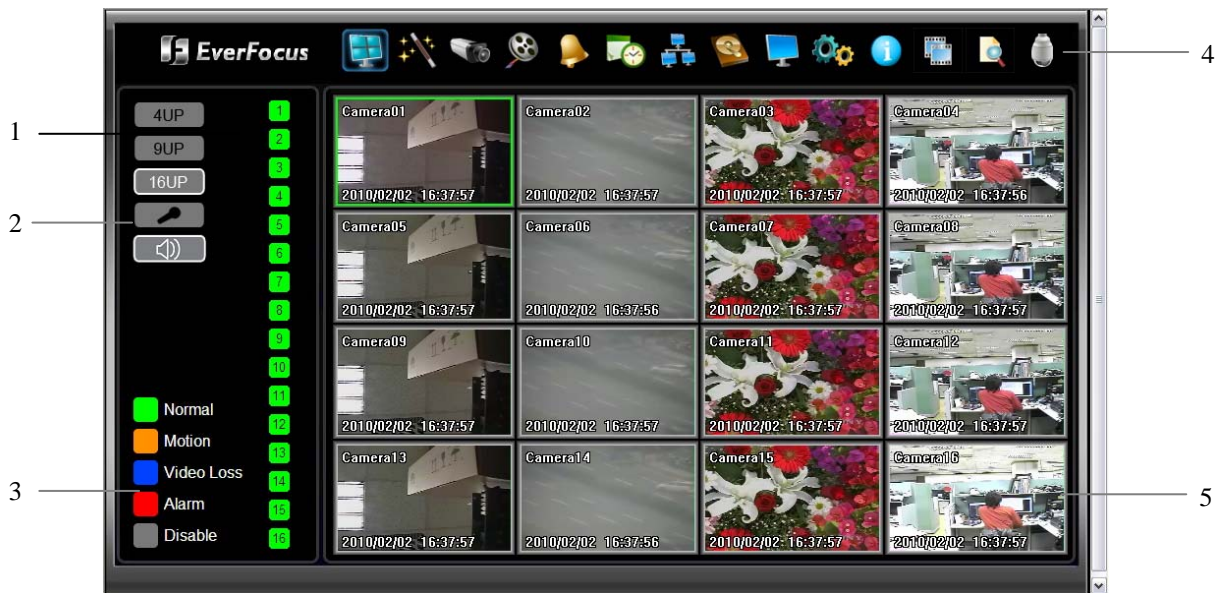 EverFocus
4
1
4UP
9UP
16UP
2
1
2
3
4
5
6
7
8
9
10
11
12
13
14
15
16
Normal
Motion
Video Loss
3
Alarm
Disable
Camera01
2010/02/02 16:37:57
Camera02
2010/02/02 16:37:57
Camera03
2010/02/02 16:37:57
Camera04
2010/02/02 16:37:56
Camera05
2010/02/02 16:37:57
Camera06
2010/02/02 16:37:56
Camera07
2010/02/02 16:37:57
Camera08
2010/02/02 16:37:57
Camera09
2010/02/02 16:37:57
Camera10
2010/02/02 16:37:57
Camera11
2010/02/02 16:37:57
Camera12
2010/02/02 16:37:57
Camera13
2010/02/02 16:37:57
Camera14
2010/02/02 16:37:56
Camera15
2010/02/02 16:37:57
Camera16
2010/02/02 16:37:57
5